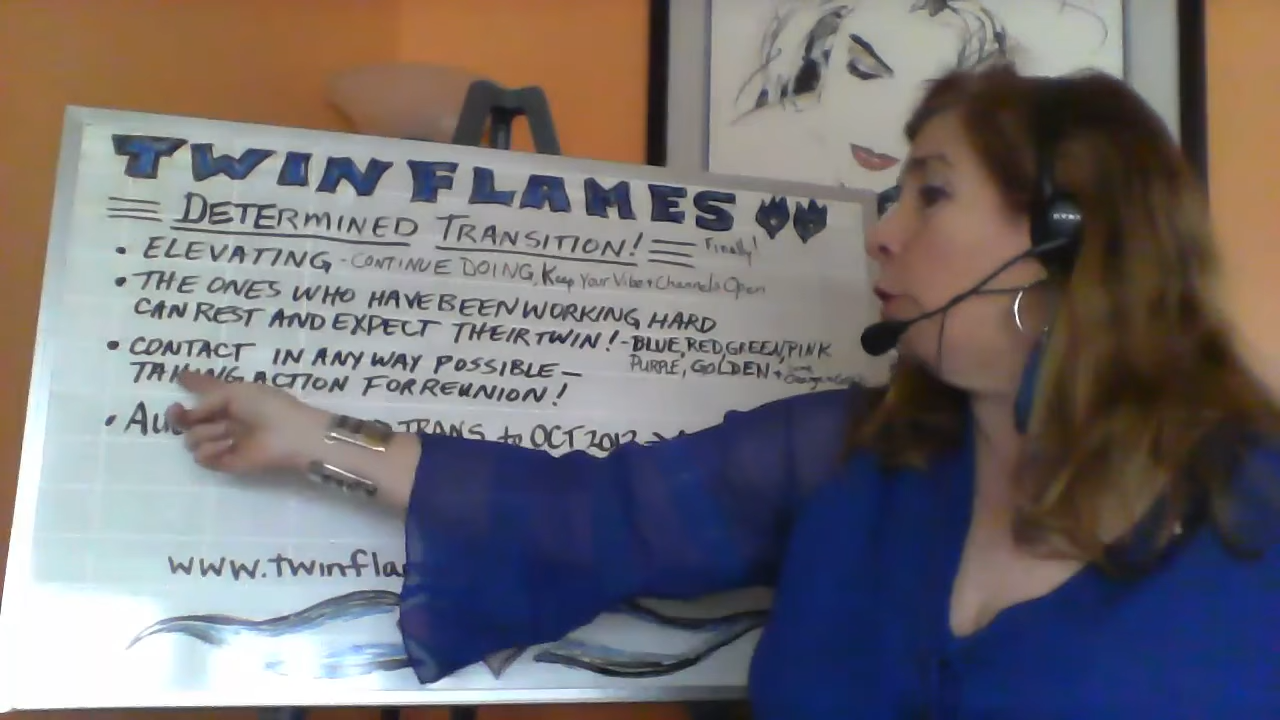 TWIN FLAMES
DETERMINED TRANSITION! Finally!
• ELEVATING - CONTINUE DOING, Keep Your Vibe + Channels Open
• THE ONES WHO HAVE BEEN WORKING HARD
CAN REST AND EXPECT THEIR TWIN! - BLUE, RED, GREEN, PINK
PURPLE, GOLDEN +
• CONTACT IN ANY WAY POSSIBLE —
TAKING ACTION FOR REUNION!
• TRANS to OCT 2012
www.twinfla